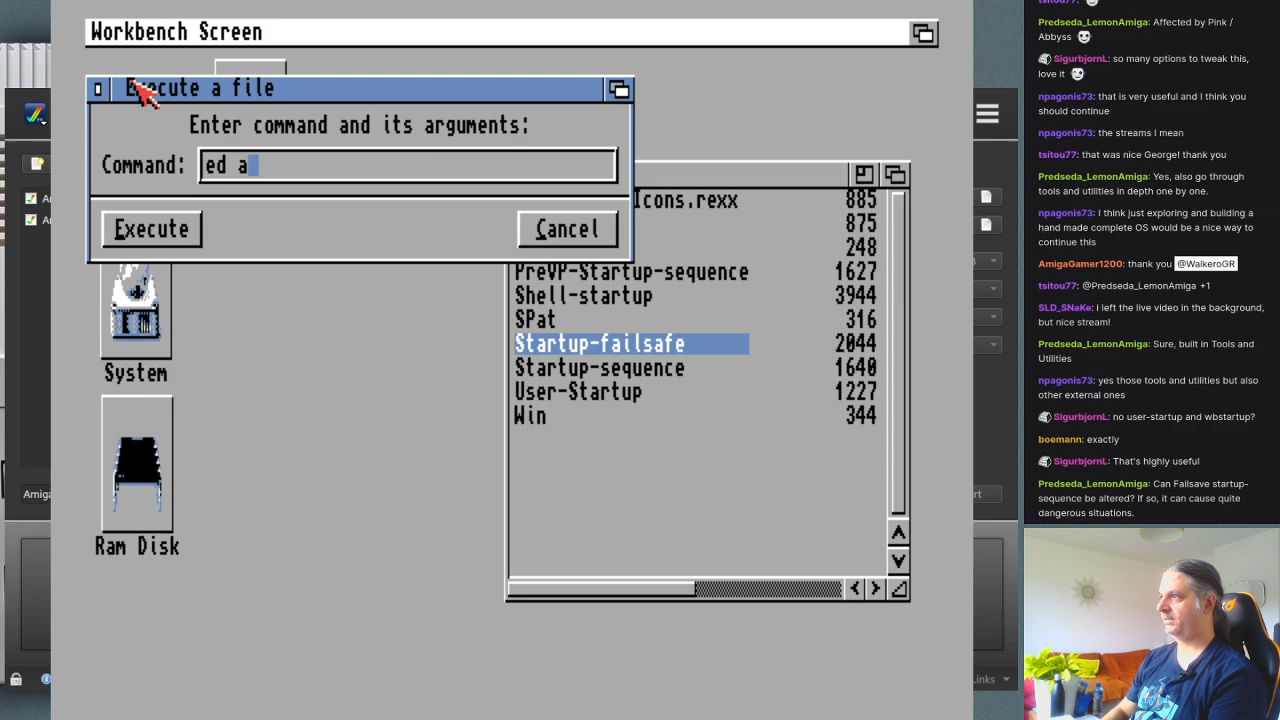 Workbench Screen
Execute a file
Enter command and its arguments:
Command: ed a
Execute
Cancel
Icons.rexx 885
875
248
PreVP-Startup-sequence 1627
Shell-startup 3944
SPat 316
Startup-failsafe 2044
Startup-sequence 1640
User-Startup 1227
Win 344
System
Ram Disk
Amiga
Links
tsitou77:
Predseda_LemonAmiga: Affected by Pink /
Abbyss
SigurbjornL: so many options to tweak this,
love it
npagonis73: that is very useful and I think you
should continue
npagonis73: the streams I mean
tsitou77: that was nice George! thank you
Predseda_LemonAmiga: Yes, also go through
tools and utilities in depth one by one.
npagonis73: I think just exploring and building a
hand made complete OS would be a nice way to
continue this
AmigaGamer1200: thank you @WalkeroGR
tsitou77: @Predseda_LemonAmiga +1
SLD_SNaKe: I left the live video in the background,
but nice stream!
Predseda_LemonAmiga: Sure, built in Tools and
Utilities
npagonis73: yes those tools and utilities but also
other external ones
SigurbjornL: no user-startup and wbstartup?
boemann: exactly
SigurbjornL: That's highly useful
Predseda_LemonAmiga: Can Failsave startup-
sequence be altered? If so, it can cause quite
dangerous situations.